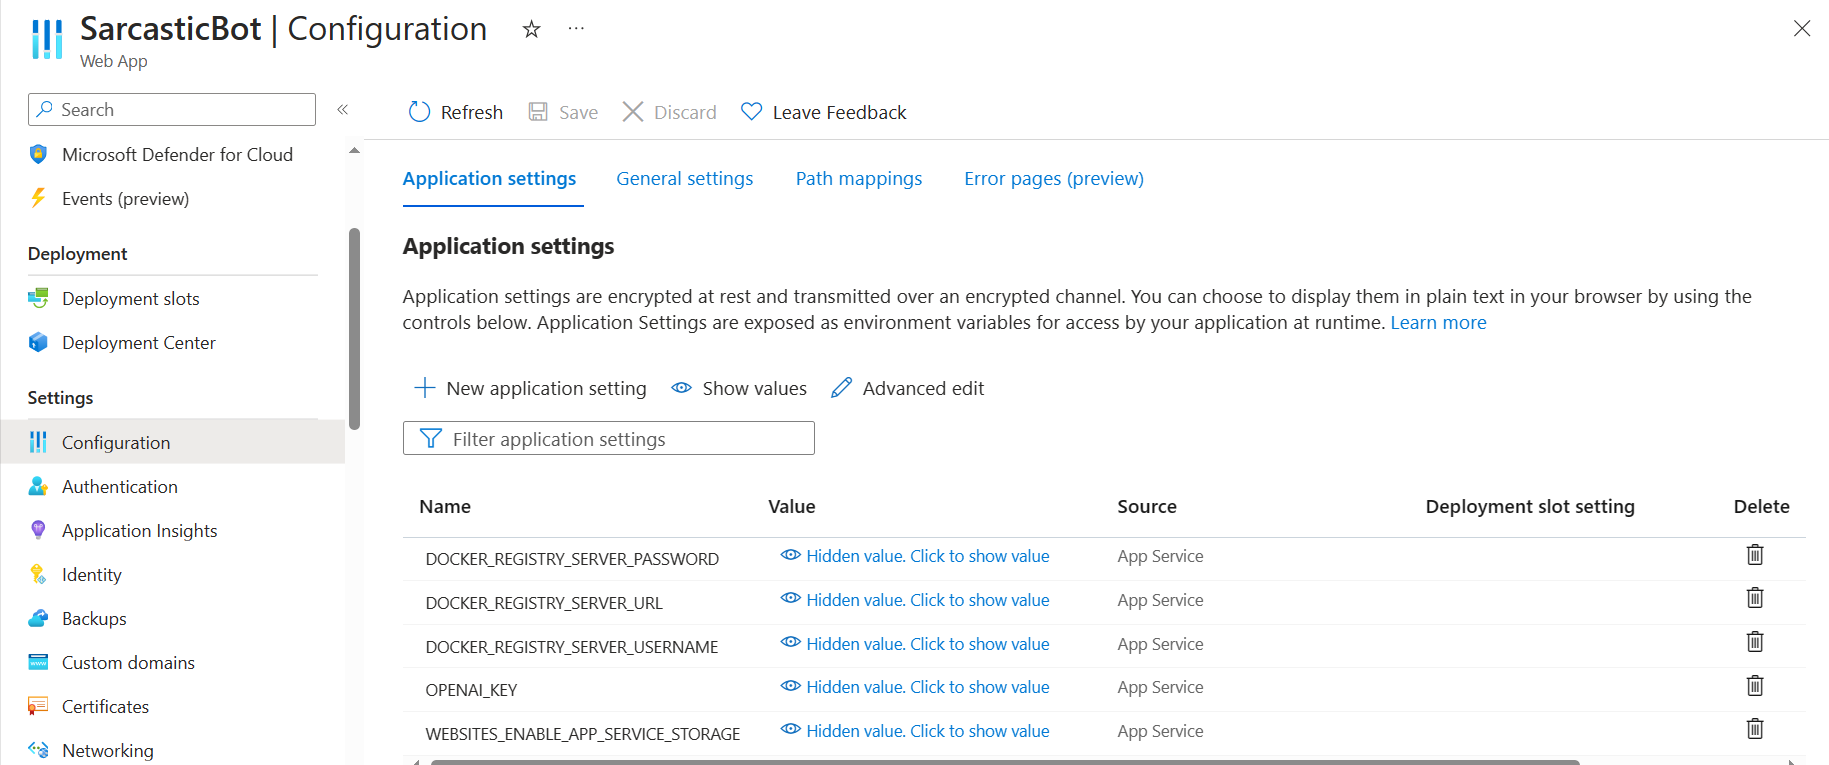 SarcasticBot | Configuration
Web App
Search
Microsoft Defender for Cloud
Events (preview)
Deployment
Deployment slots
Deployment Center
Settings
Configuration
Authentication
Application Insights
Identity
Backups
Custom domains
Certificates
Networking
Refresh Save Discard Leave Feedback
Application settings General settings Path mappings Error pages (preview)
Application settings
Application settings are encrypted at rest and transmitted over an encrypted channel. You can choose to display them in plain text in your browser by using the
controls below. Application Settings are exposed as environment variables for access by your application at runtime. Learn more
New application setting Show values Advanced edit
Filter application settings
Name Value Source Deployment slot setting Delete
DOCKER_REGISTRY_SERVER_PASSWORD Hidden value. Click to show value App Service
DOCKER_REGISTRY_SERVER_URL Hidden value. Click to show value App Service
DOCKER_REGISTRY_SERVER_USERNAME Hidden value. Click to show value App Service
OPENAI_KEY Hidden value. Click to show value App Service
WEBSITES_ENABLE_APP_SERVICE_STORAGE Hidden value. Click to show value App Service